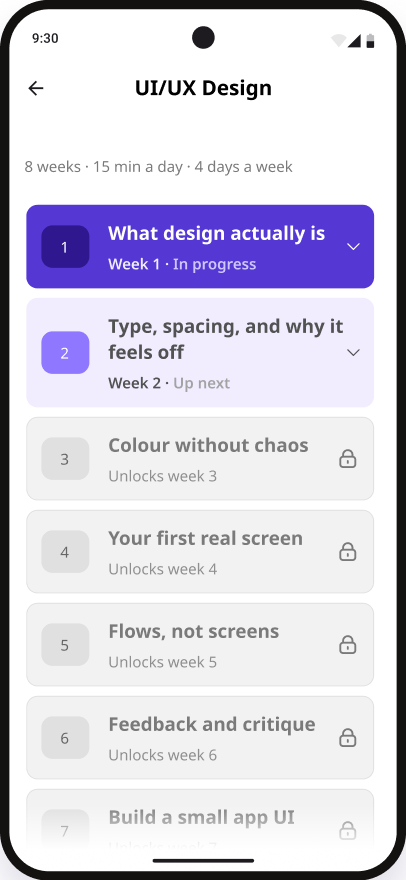 9:30
UI/UX Design
8 weeks · 15 min a day · 4 days a week
1
What design actually is
Week 1 · In progress
2
Type, spacing, and why it
feels off
Week 2 · Up next
3
Colour without chaos
Unlocks week 3
4
Your first real screen
Unlocks week 4
5
Flows, not screens
Unlocks week 5
6
Feedback and critique
Unlocks week 6
7
Build a small app UI